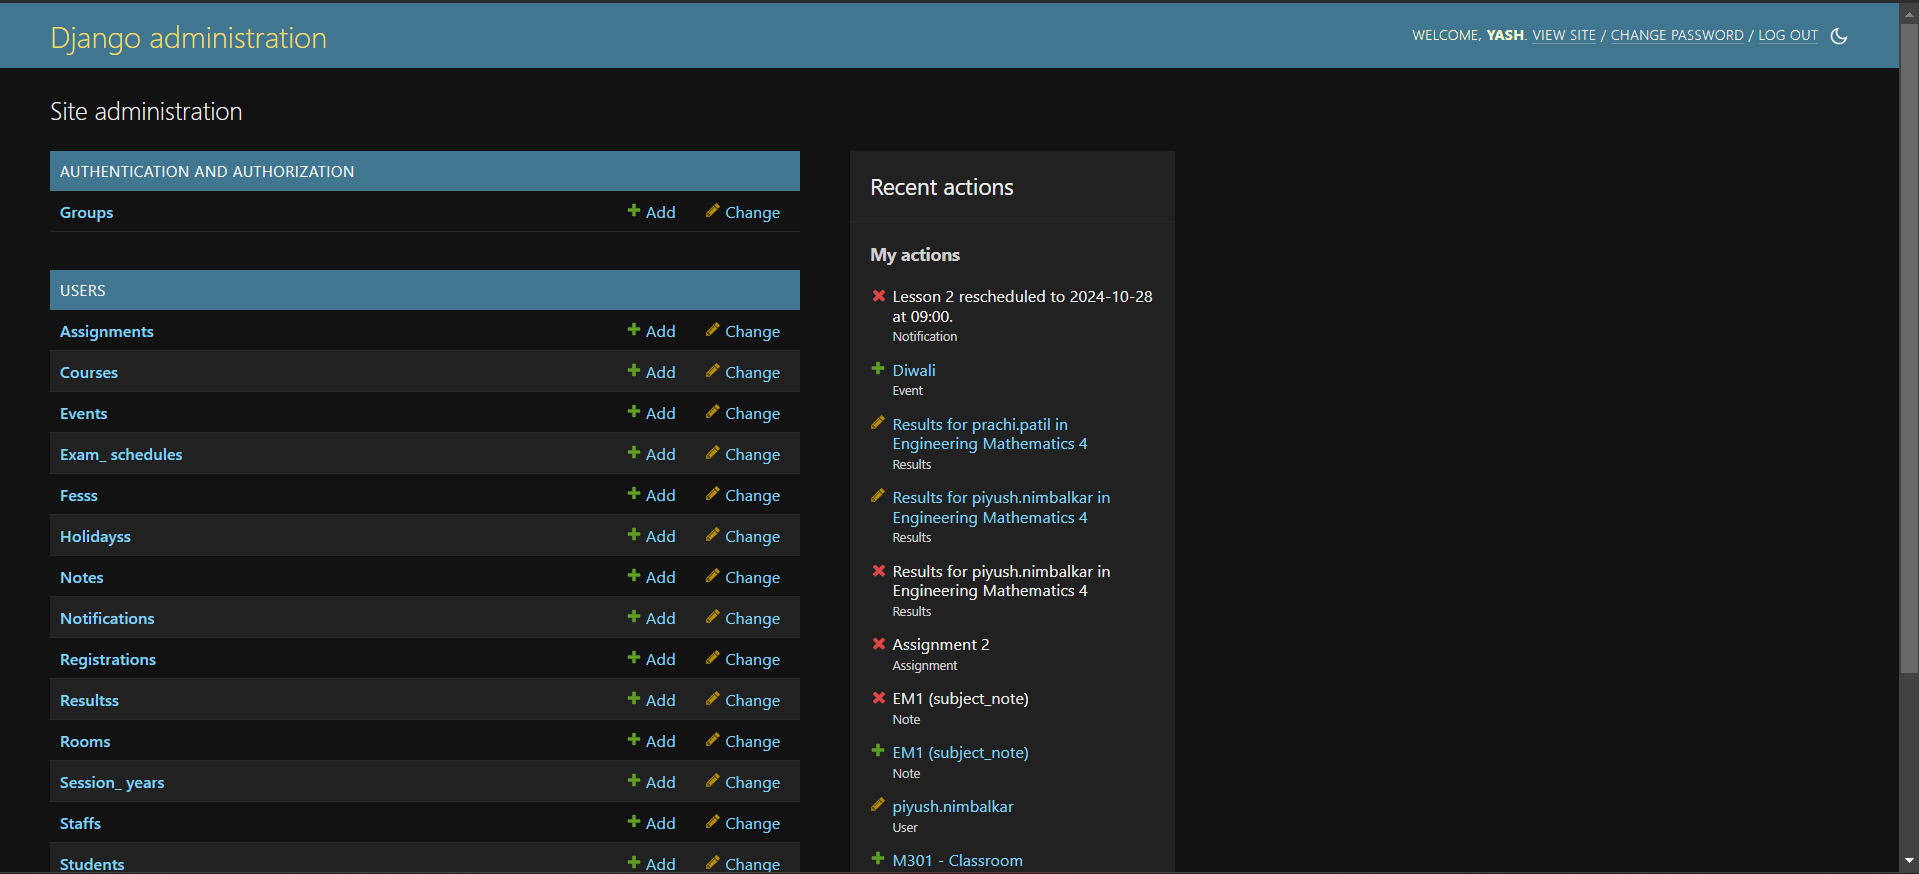 Django administration
WELCOME, YASH. VIEW SITE / CHANGE PASSWORD / LOG OUT
Site administration
AUTHENTICATION AND AUTHORIZATION
Groups Add Change
USERS
Assignments Add Change
Courses Add Change
Events Add Change
Exam_ schedules Add Change
Fesss Add Change
Holidayss Add Change
Notes Add Change
Notifications Add Change
Registrations Add Change
Resultss Add Change
Rooms Add Change
Session_ years Add Change
Staffs Add Change
Students Add Change
Recent actions
My actions
Lesson 2 rescheduled to 2024-10-28
at 09:00.
Notification
Diwali
Event
Results for prachi.patil in
Engineering Mathematics 4
Results
Results for piyush.nimbalkar in
Engineering Mathematics 4
Results
Results for piyush.nimbalkar in
Engineering Mathematics 4
Results
Assignment 2
Assignment
EM1 (subject_note)
Note
EM1 (subject_note)
Note
piyush.nimbalkar
User
M301 - Classroom